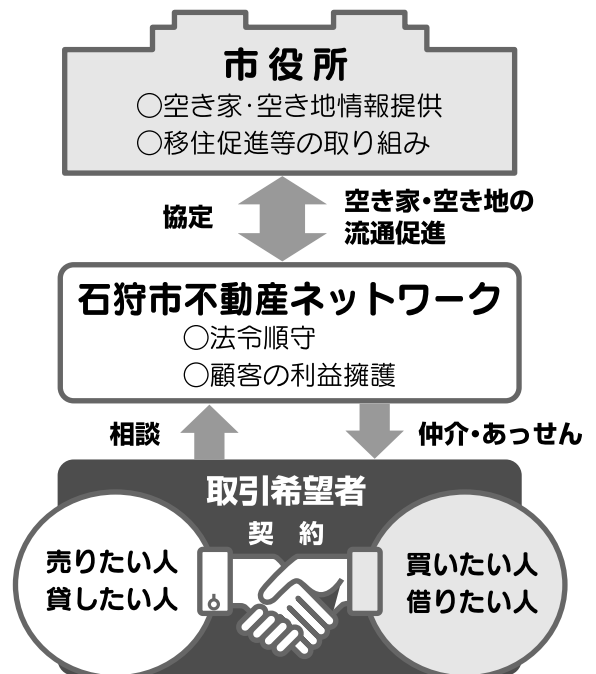 市役所
○空き家・空き地情報提供
○移住促進等の取り組み
協定
空き家・空き地の
流通促進
石狩市不動産ネットワーク
○法令順守
○顧客の利益擁護
相談
仲介・あっせん
取引希望者
契 約
売りたい人
貸したい人
買いたい人
借りたい人